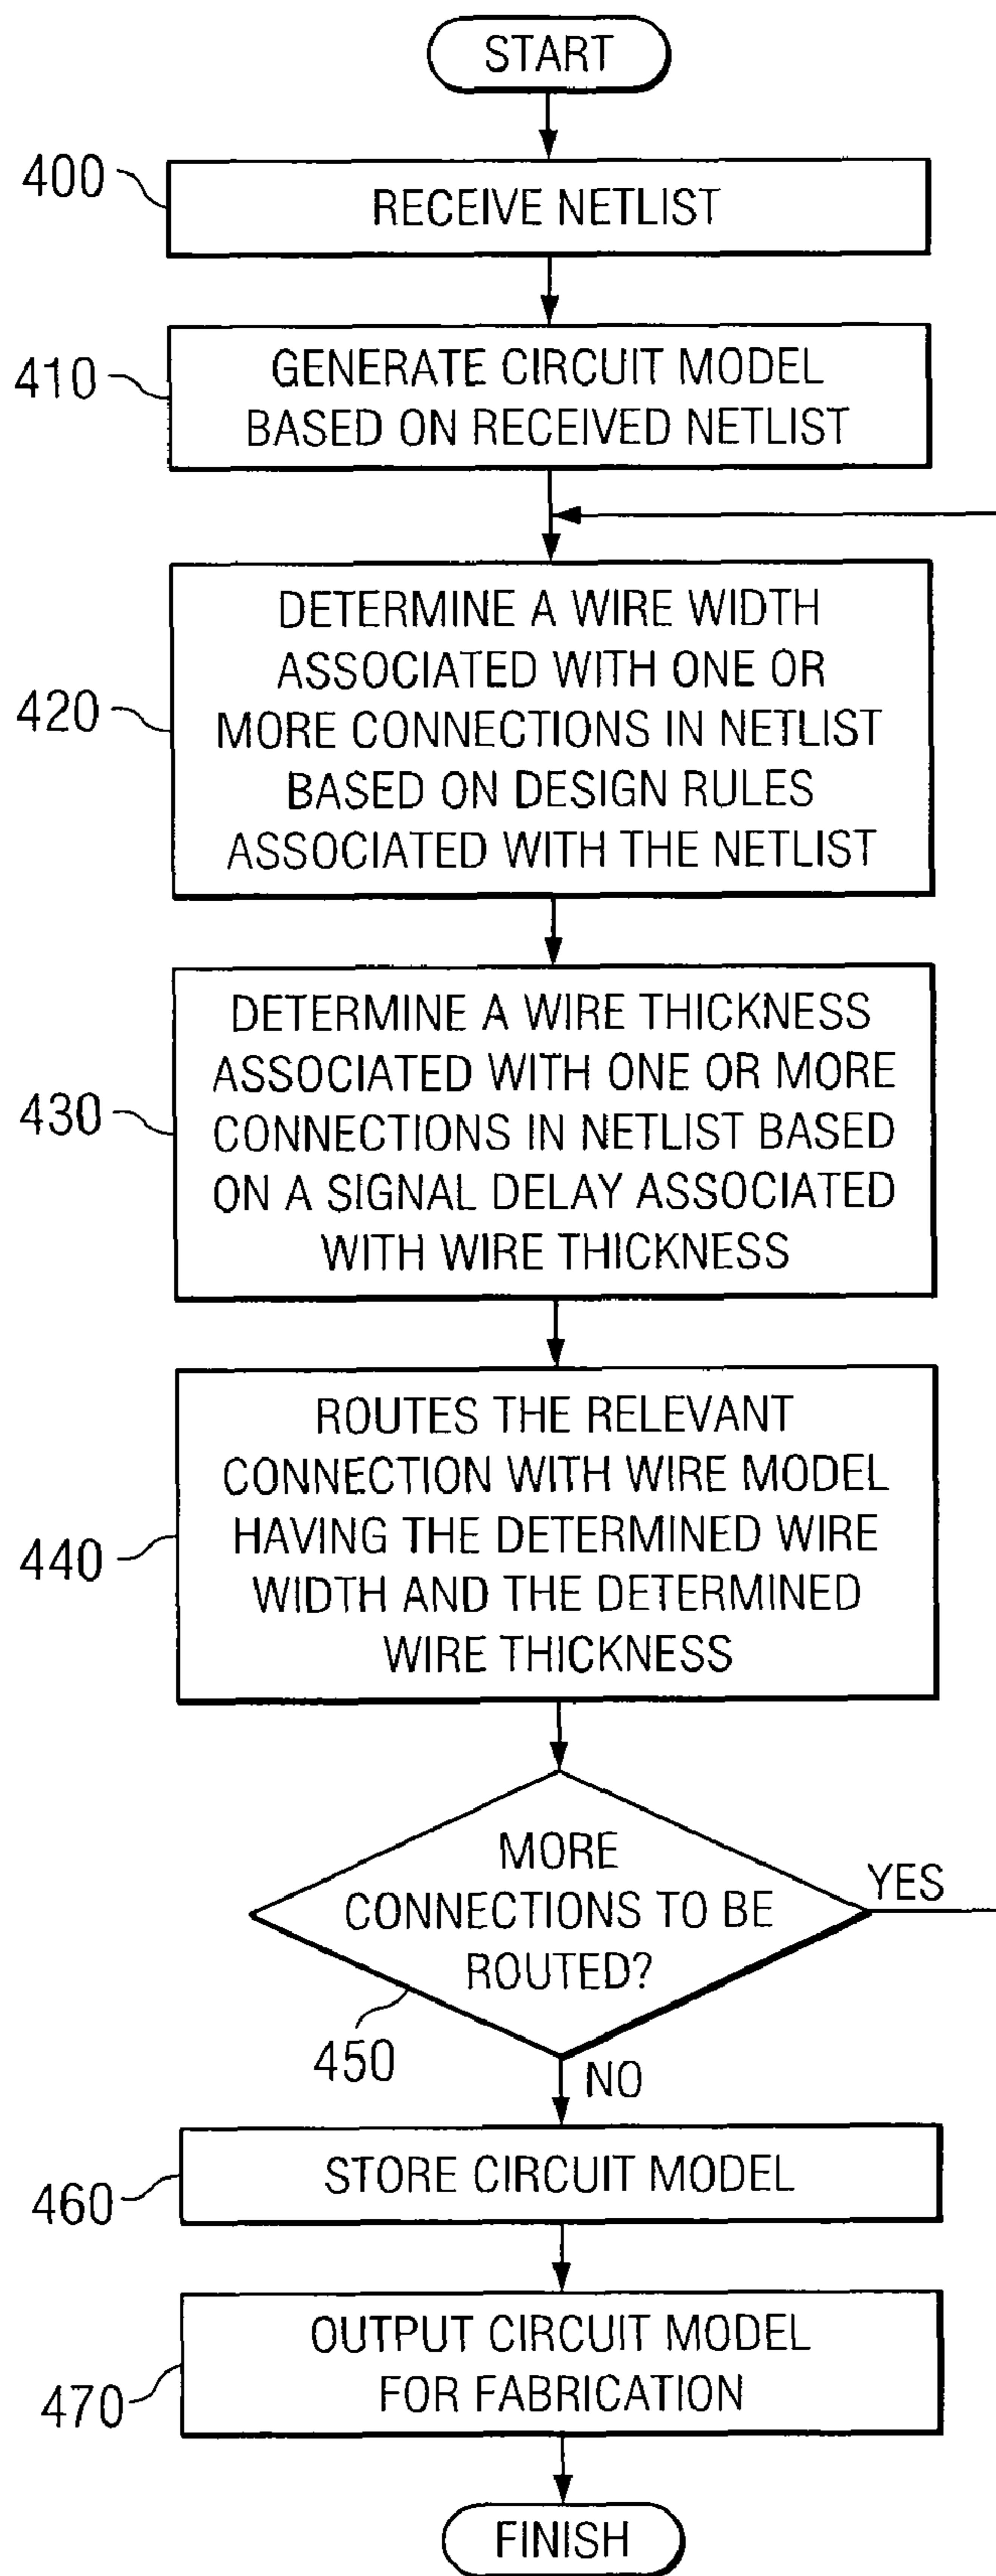 START
400
RECEIVE NETLIST
410
GENERATE CIRCUIT MODEL
BASED ON RECEIVED NETLIST
420
DETERMINE A WIRE WIDTH
ASSOCIATED WITH ONE OR
MORE CONNECTIONS IN NETLIST
BASED ON DESIGN RULES
ASSOCIATED WITH THE NETLIST
430
DETERMINE A WIRE THICKNESS
ASSOCIATED WITH ONE OR MORE
CONNECTIONS IN NETLIST BASED
ON A SIGNAL DELAY ASSOCIATED
WITH WIRE THICKNESS
440
ROUTES THE RELEVANT
CONNECTION WITH WIRE MODEL
HAVING THE DETERMINED WIRE
WIDTH AND THE DETERMINED
WIRE THICKNESS
MORE
CONNECTIONS TO BE
ROUTED?
YES
450
NO
460
STORE CIRCUIT MODEL
470
OUTPUT CIRCUIT MODEL
FOR FABRICATION
FINISH